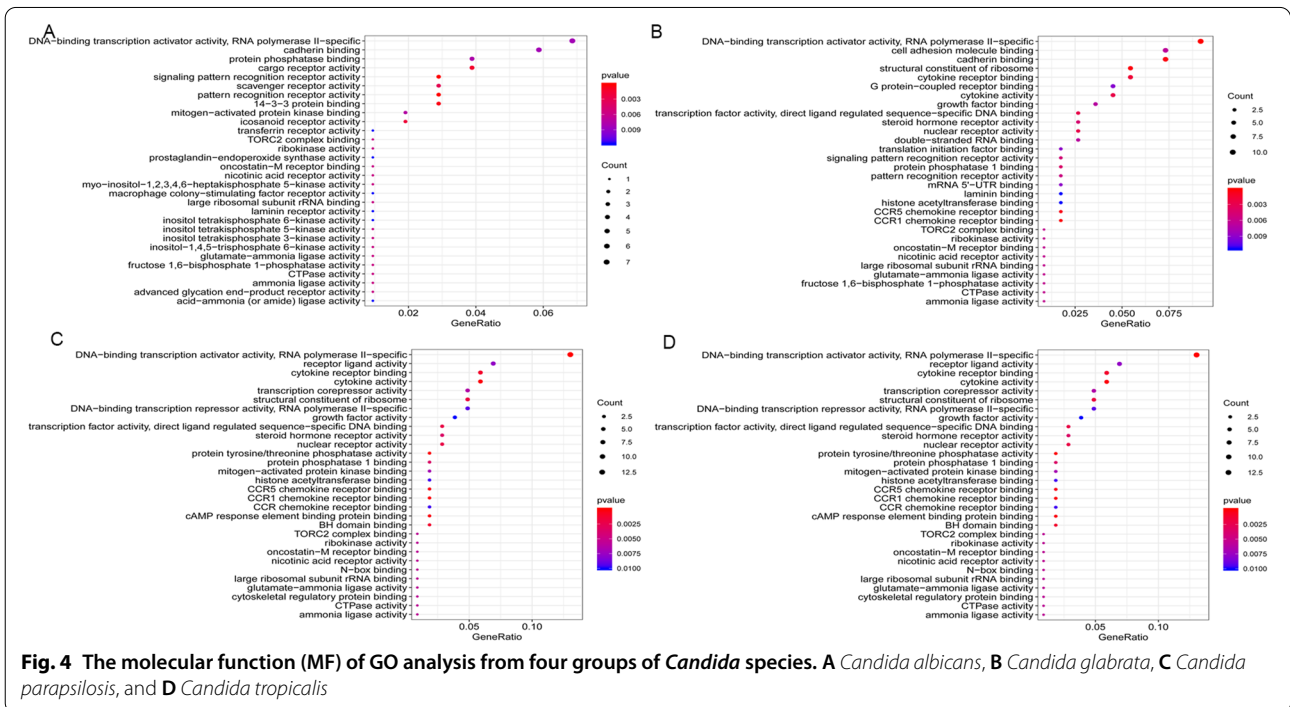 A
DNA-binding transcription activator activity, RNA polymerase II-specific
cadherin binding
protein phosphatase binding
cargo receptor activity
signaling pattern recognition receptor activity
scavenger receptor activity
pattern recognition receptor activity
14-3-3 protein binding
mitogen-activated protein kinase binding
icosanoid receptor activity
transferrin receptor activity
TORC2 complex binding
ribokinase activity
prostaglandin-endoperoxide synthase activity
oncostatin-M receptor binding
nicotinic acid receptor activity
myo-inositol-1,2,3,4,6-heptakisphosphate 5-kinase activity
macrophage colony-stimulating factor receptor activity
large ribosomal subunit rRNA binding
laminin receptor activity
inositol tetrakisphosphate 6-kinase activity
inositol tetrakisphosphate 5-kinase activity
inositol tetrakisphosphate 3-kinase activity
inositol-1,4,5-trisphosphate 6-kinase activity
glutamate-ammonia ligase activity
fructose 1,6-bisphosphate 1-phosphatase activity
CTPase activity
ammonia ligase activity
advanced glycation end-product receptor activity
acid-ammonia (or amide) ligase activity
0.02 0.04 0.06
GeneRatio
pvalue
0.003
0.006
0.009
Count
1
2
3
4
5
6
7
B
DNA-binding transcription activator activity, RNA polymerase II-specific
cell adhesion molecule binding
cadherin binding
structural constituent of ribosome
cytokine receptor binding
G protein-coupled receptor binding
cytokine activity
growth factor binding
transcription factor activity, direct ligand regulated sequence-specific DNA binding
steroid hormone receptor activity
nuclear receptor activity
double-stranded RNA binding
translation initiation factor binding
signaling pattern recognition receptor activity
protein phosphatase 1 binding
pattern recognition receptor activity
mRNA 5'-UTR binding
laminin binding
histone acetyltransferase binding
CCR5 chemokine receptor binding
CCR1 chemokine receptor binding
TORC2 complex binding
ribokinase activity
oncostatin-M receptor binding
nicotinic acid receptor activity
large ribosomal subunit rRNA binding
glutamate-ammonia ligase activity
fructose 1,6-bisphosphate 1-phosphatase activity
CTPase activity
ammonia ligase activity
0.025 0.050 0.075
GeneRatio
Count
2.5
5.0
7.5
10.0
pvalue
0.003
0.006
0.009
C
DNA-binding transcription activator activity, RNA polymerase II-specific
receptor ligand activity
cytokine receptor binding
cytokine activity
transcription corepressor activity
structural constituent of ribosome
DNA-binding transcription repressor activity, RNA polymerase II-specific
growth factor activity
transcription factor activity, direct ligand regulated sequence-specific DNA binding
steroid hormone receptor activity
nuclear receptor activity
protein tyrosine/threonine phosphatase activity
protein phosphatase 1 binding
mitogen-activated protein kinase binding
histone acetyltransferase binding
CCR5 chemokine receptor binding
CCR1 chemokine receptor binding
CCR chemokine receptor binding
cAMP response element binding protein binding
BH domain binding
TORC2 complex binding
ribokinase activity
oncostatin-M receptor binding
nicotinic acid receptor activity
N-box binding
large ribosomal subunit rRNA binding
glutamate-ammonia ligase activity
cytoskeletal regulatory protein binding
CTPase activity
ammonia ligase activity
0.05 0.10
GeneRatio
Count
2.5
5.0
7.5
10.0
12.5
pvalue
0.0025
0.0050
0.0075
0.0100
D
DNA-binding transcription activator activity, RNA polymerase II-specific
receptor ligand activity
cytokine receptor binding
cytokine activity
transcription corepressor activity
structural constituent of ribosome
DNA-binding transcription repressor activity, RNA polymerase II-specific
growth factor activity
transcription factor activity, direct ligand regulated sequence-specific DNA binding
steroid hormone receptor activity
nuclear receptor activity
protein tyrosine/threonine phosphatase activity
protein phosphatase 1 binding
mitogen-activated protein kinase binding
histone acetyltransferase binding
CCR5 chemokine receptor binding
CCR1 chemokine receptor binding
CCR chemokine receptor binding
cAMP response element binding protein binding
BH domain binding
TORC2 complex binding
ribokinase activity
oncostatin-M receptor binding
nicotinic acid receptor activity
N-box binding
large ribosomal subunit rRNA binding
glutamate-ammonia ligase activity
cytoskeletal regulatory protein binding
CTPase activity
ammonia ligase activity
0.05 0.10
GeneRatio
Count
2.5
5.0
7.5
10.0
12.5
pvalue
0.0025
0.0050
0.0075
0.0100
Fig. 4 The molecular function (MF) of GO analysis from four groups of Candida species. A Candida albicans, B Candida glabrata, C Candida
parapsilosis, and D Candida tropicalis